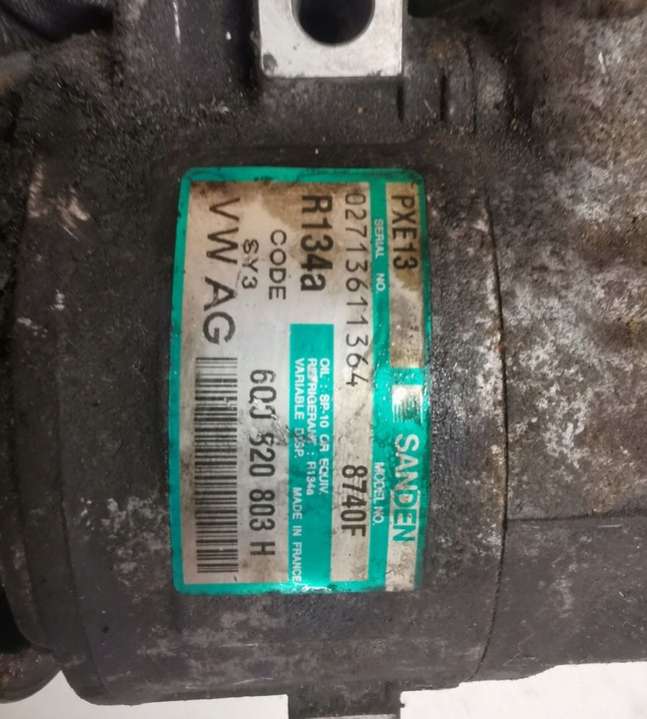 PXE13 SANDEN
SERIAL NO. MODEL NO.
02713611364 8740F
R134a
OIL : SP-10 OR EQUIV.
REFRIGERANT : R134a
VARIABLE DISP. MADE IN FRANCE
CODE
SY3
6Q0 820 803 H
VW AG